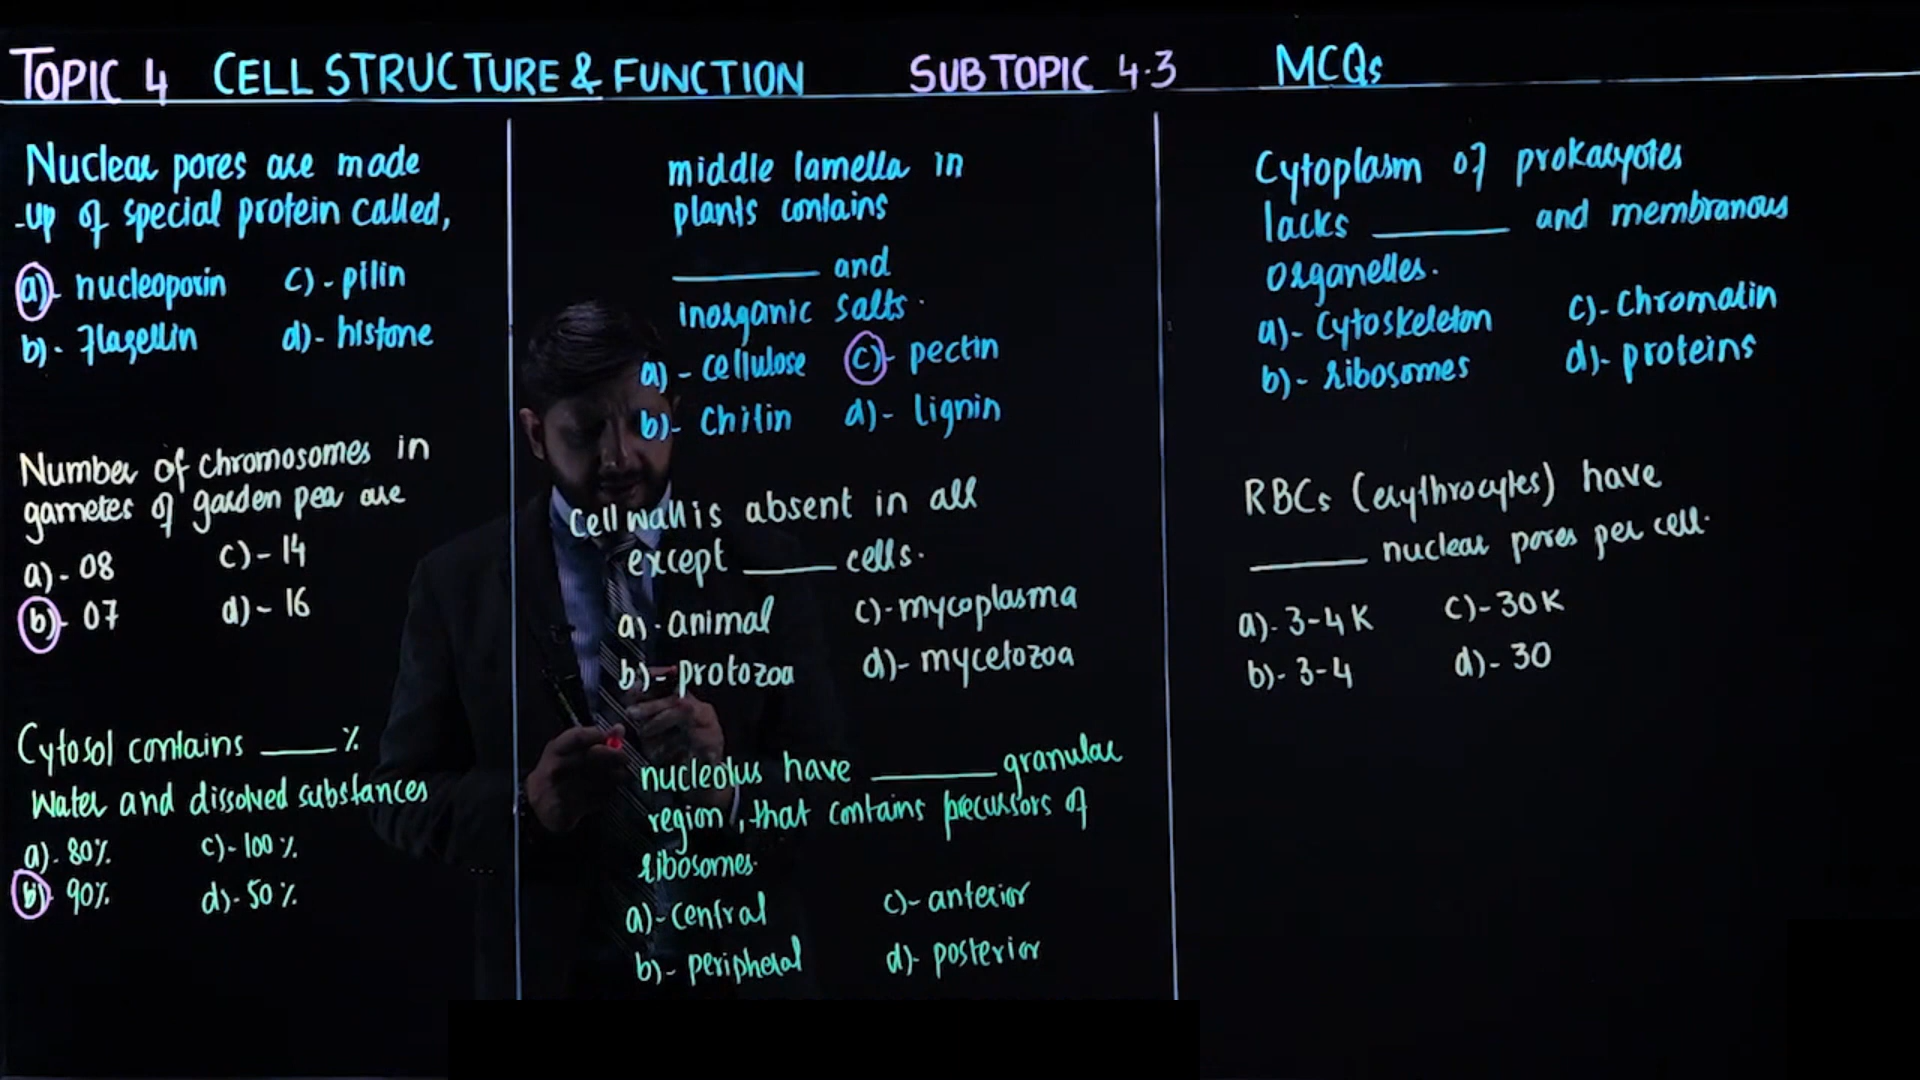 TOPIC 4 CELL STRUCTURE & FUNCTION SUBTOPIC 4.3 MCQs
Nuclear pores are made
-up of special protein called,
a)- nucleoporin c)- pilin
b)- flagellin d)- histone
Number of chromosomes in
gametes of garden pea are
a)- 08 c)- 14
b)- 07 d)- 16
Cytosol contains ____ %
water and dissolved substances
a)- 80% c)- 100%
b)- 90% d)- 50%
middle lamella in
plants contains
____ and
inorganic salts.
a)- cellulose c)- pectin
b)- Chitin d)- lignin
Cell wall is absent in all
except ____ cells.
a)- animal c)- mycoplasma
b)- protozoa d)- mycetozoa
nucleolus have ____ granular
region, that contains precursors of
ribosomes.
a)- central c)- anterior
b)- peripheral d)- posterior
Cytoplasm of prokaryotes
lacks ____ and membranous
organelles.
a)- Cytoskeleton c)- Chromatin
b)- ribosomes d)- proteins
RBCs (erythrocytes) have
____ nuclear pores per cell.
a)- 3-4K c)- 30K
b)- 3-4 d)- 30